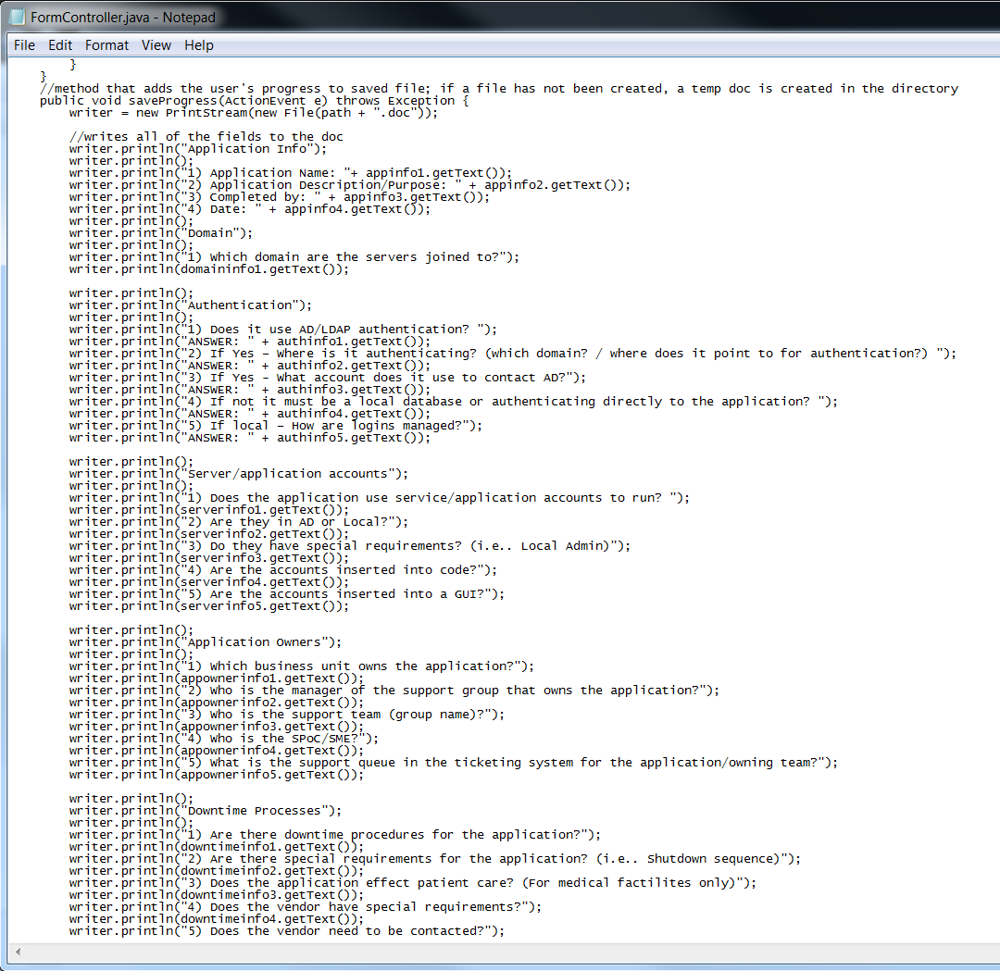 FormController.java - Notepad
File Edit Format View Help
        }
    }
    //method that adds the user's progress to saved file; if a file has not been created, a temp doc is created in the directory
    public void saveProgress(ActionEvent e) throws Exception {
        writer = new PrintStream(new File(path + ".doc"));

        //writes all of the fields to the doc
        writer.println("Application Info");
        writer.println();
        writer.println("1) Application Name: "+ appinfo1.getText());
        writer.println("2) Application Description/Purpose: " + appinfo2.getText());
        writer.println("3) Completed by: " + appinfo3.getText());
        writer.println("4) Date: " + appinfo4.getText());
        writer.println();
        writer.println("Domain");
        writer.println();
        writer.println("1) Which domain are the servers joined to?");
        writer.println(domaininfo1.getText());

        writer.println();
        writer.println("Authentication");
        writer.println();
        writer.println("1) Does it use AD/LDAP authentication? ");
        writer.println("ANSWER: " + authinfo1.getText());
        writer.println("2) If Yes – Where is it authenticating? (which domain? / where does it point to for authentication?) ");
        writer.println("ANSWER: " + authinfo2.getText());
        writer.println("3) If Yes – What account does it use to contact AD?");
        writer.println("ANSWER: " + authinfo3.getText());
        writer.println("4) If not it must be a local database or authenticating directly to the application? ");
        writer.println("ANSWER: " + authinfo4.getText());
        writer.println("5) If local – How are logins managed?");
        writer.println("ANSWER: " + authinfo5.getText());

        writer.println();
        writer.println("Server/application accounts");
        writer.println();
        writer.println("1) Does the application use service/application accounts to run? ");
        writer.println(serverinfo1.getText());
        writer.println("2) Are they in AD or Local?");
        writer.println(serverinfo2.getText());
        writer.println("3) Do they have special requirements? (i.e.. Local Admin)");
        writer.println(serverinfo3.getText());
        writer.println("4) Are the accounts inserted into code?");
        writer.println(serverinfo4.getText());
        writer.println("5) Are the accounts inserted into a GUI?");
        writer.println(serverinfo5.getText());

        writer.println();
        writer.println("Application Owners");
        writer.println();
        writer.println("1) Which business unit owns the application?");
        writer.println(appownerinfo1.getText());
        writer.println("2) Who is the manager of the support group that owns the application?");
        writer.println(appownerinfo2.getText());
        writer.println("3) Who is the support team (group name)?");
        writer.println(appownerinfo3.getText());
        writer.println("4) Who is the SPoC/SME?");
        writer.println(appownerinfo4.getText());
        writer.println("5) What is the support queue in the ticketing system for the application/owning team?");
        writer.println(appownerinfo5.getText());

        writer.println();
        writer.println("Downtime Processes");
        writer.println();
        writer.println("1) Are there downtime procedures for the application?");
        writer.println(downtimeinfo1.getText());
        writer.println("2) Are there special requirements for the application? (i.e.. Shutdown sequence)");
        writer.println(downtimeinfo2.getText());
        writer.println("3) Does the application effect patient care? (For medical factilites only)");
        writer.println(downtimeinfo3.getText());
        writer.println("4) Does the vendor have special requirements?");
        writer.println(downtimeinfo4.getText());
        writer.println("5) Does the vendor need to be contacted?");